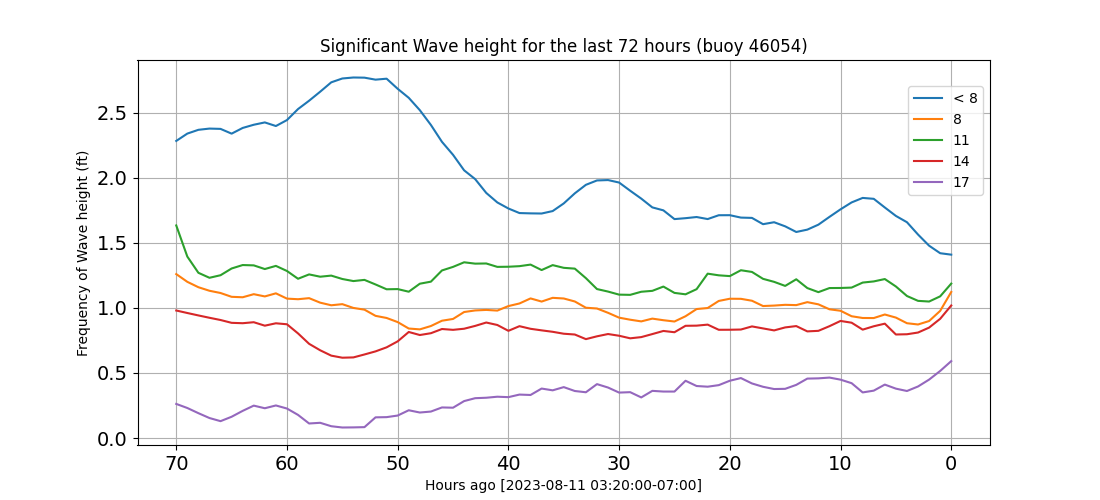 Significant Wave height for the last 72 hours (buoy 46054)
Frequency of Wave height (ft)
2.5
2.0
1.5
1.0
0.5
0.0
< 8
8
11
14
17
70 60 50 40 30 20 10 0
Hours ago [2023-08-11 03:20:00-07:00]